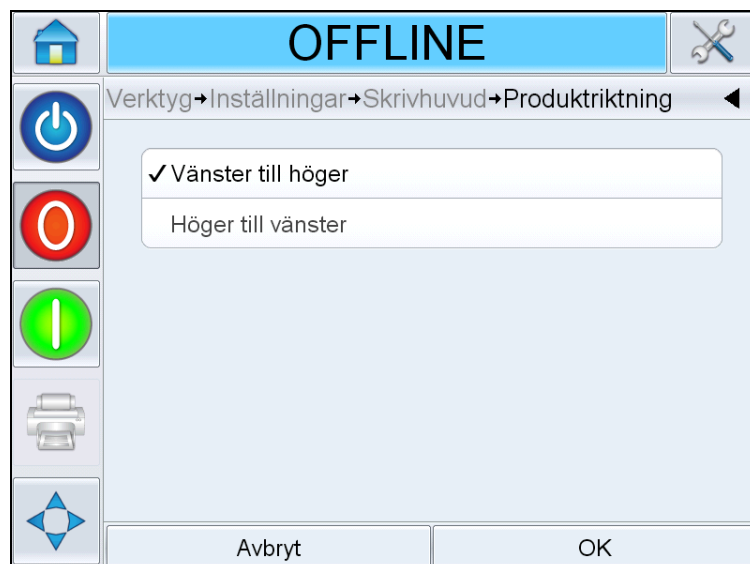 OFFLINE
Verktyg→Inställningar→Skrivhuvud→Produktriktning
✓Vänster till höger
Höger till vänster
Avbryt
OK